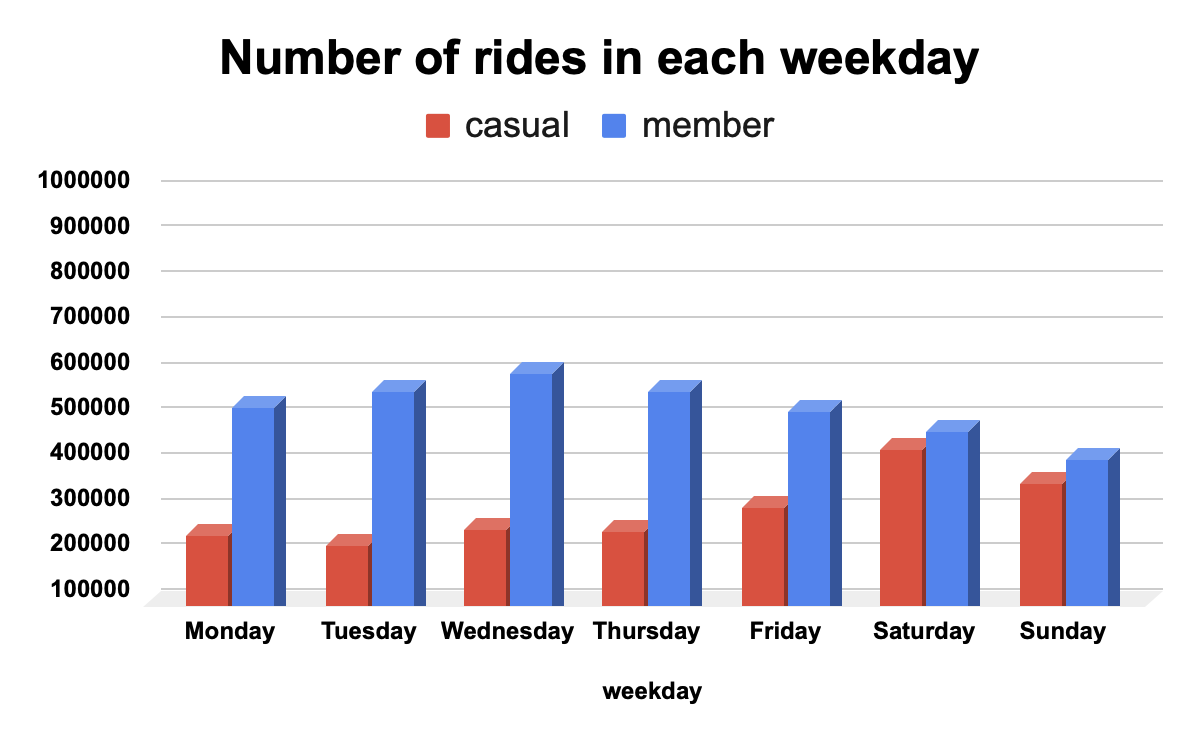 Number of rides in each weekday
casual member
1000000
900000
800000
700000
600000
500000
400000
300000
200000
100000
Monday Tuesday Wednesday Thursday Friday Saturday Sunday
weekday